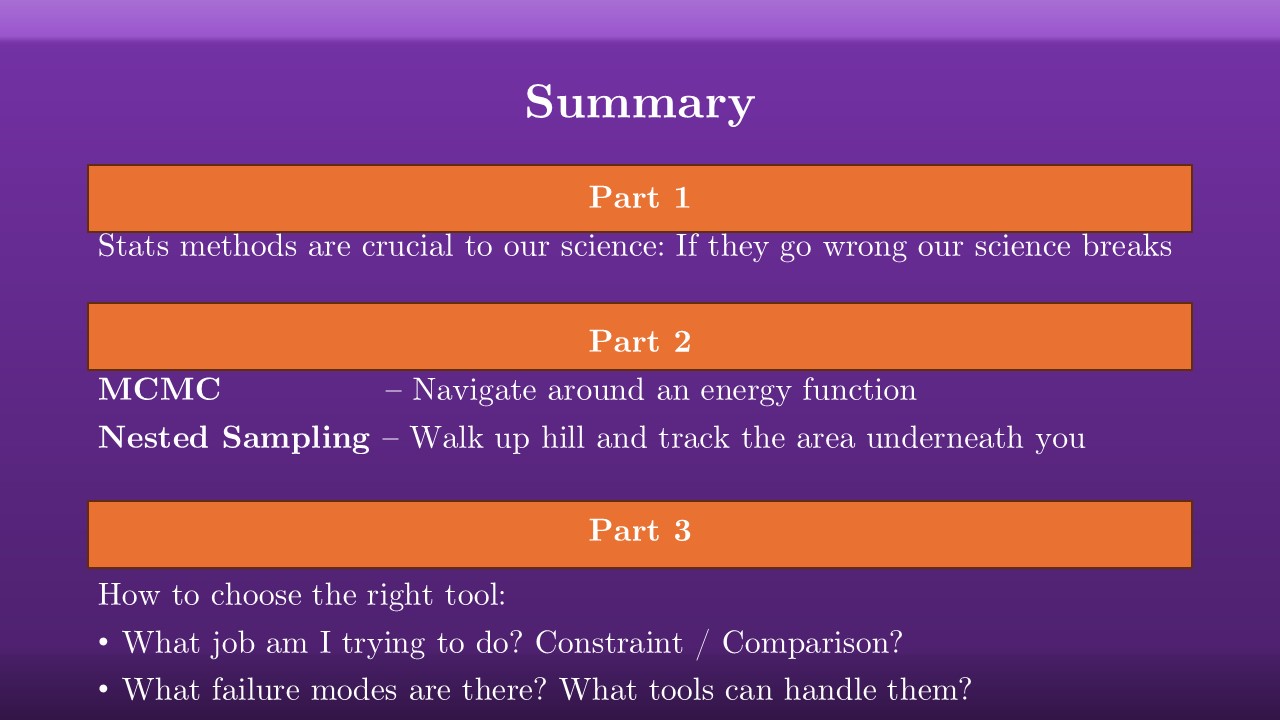 Summary
Part 1
Stats methods are crucial to our science: If they go wrong our science breaks
Part 2
MCMC – Navigate around an energy function
Nested Sampling – Walk up hill and track the area underneath you
Part 3
How to choose the right tool:
• What job am I trying to do? Constraint / Comparison?
• What failure modes are there? What tools can handle them?